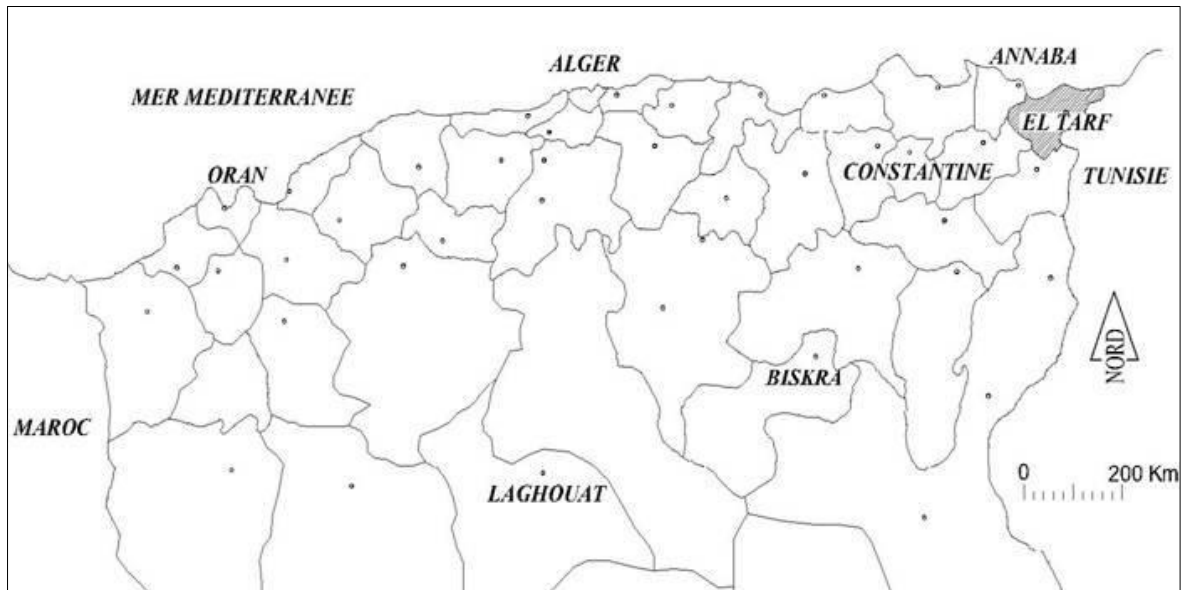 ANNABA
ALGER
MER MEDITERRANEE
EL TARF
ORAN
CONSTANTINE
TUNISIE
NORD
BISKRA
MAROC
0 200 Km
LAGHOUAT